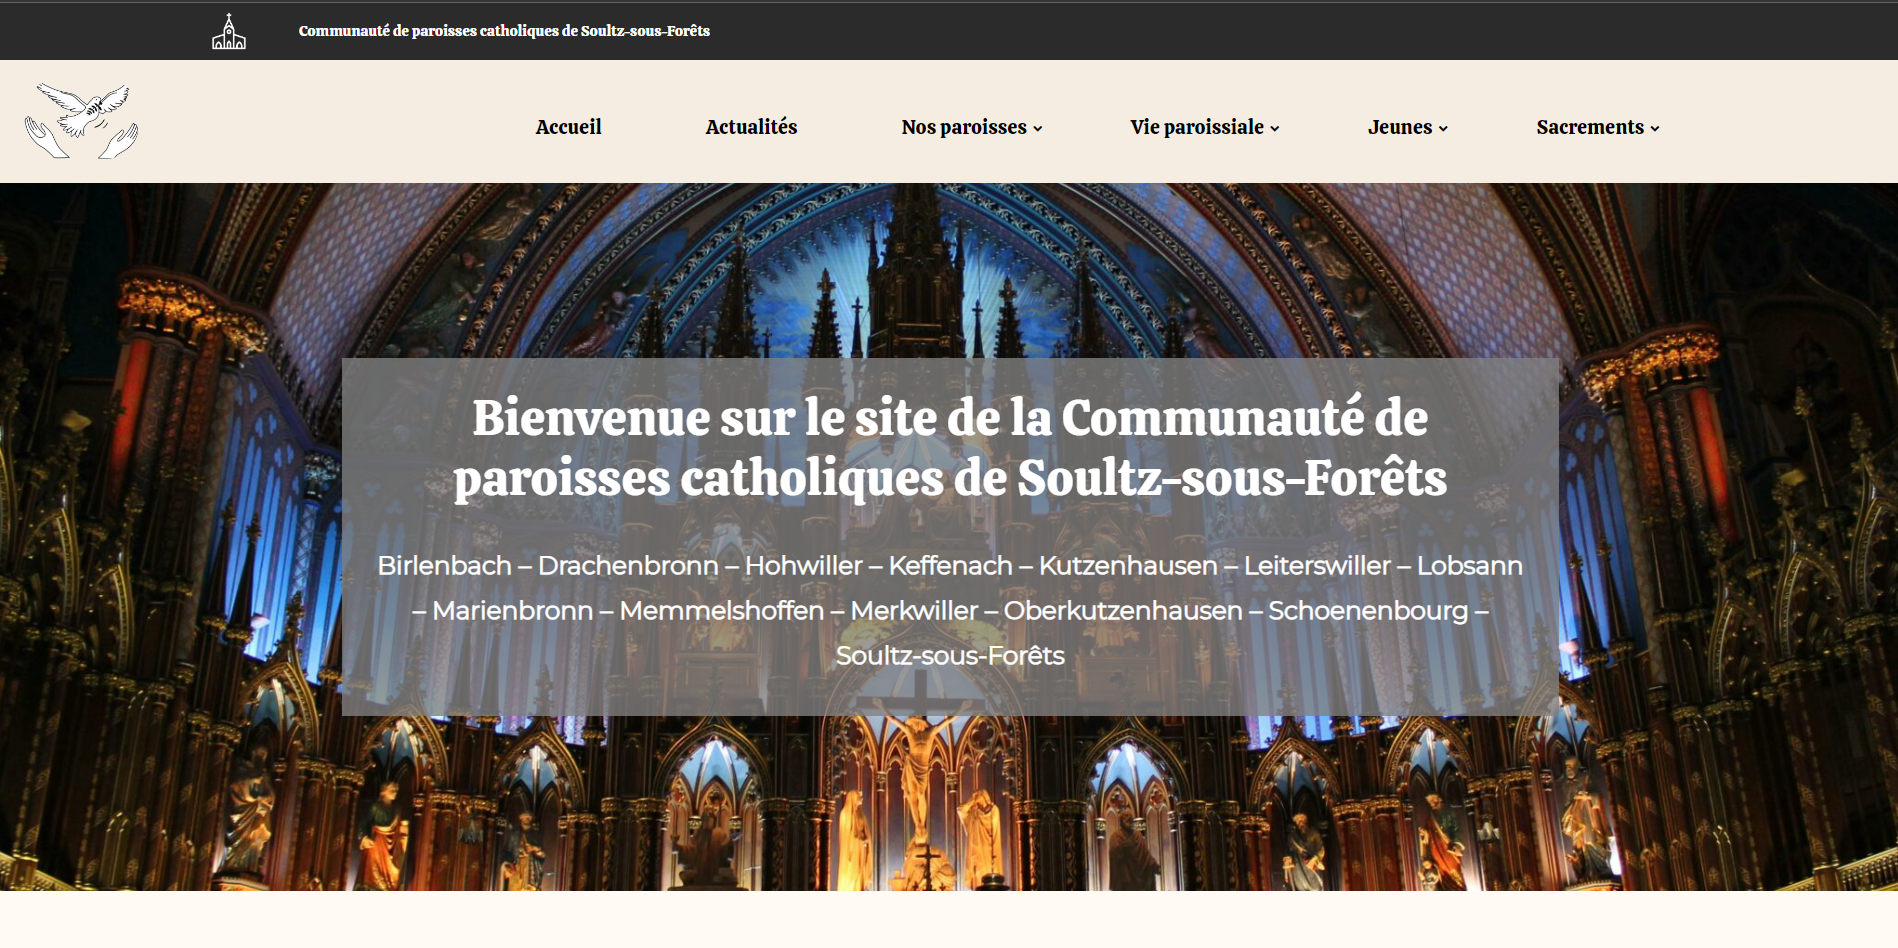 Communauté de paroisses catholiques de Soultz-sous-Forêts
Accueil Actualités Nos paroisses Vie paroissiale Jeunes Sacrements
Bienvenue sur le site de la Communauté de
paroisses catholiques de Soultz-sous-Forêts
Birlenbach – Drachenbronn – Hohwiller – Keffenach – Kutzenhausen – Leiterswiller – Lobsann
– Marienbronn – Memmelshoffen – Merkwiller – Oberkutzenhausen – Schoenenbourg –
Soultz-sous-Forêts